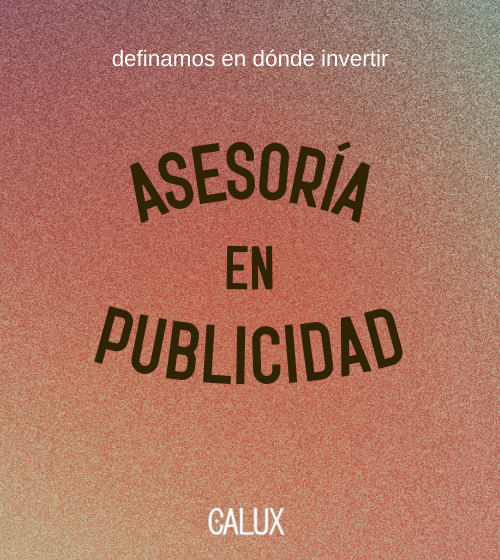 definamos en dónde invertir
ASESORÍA
EN
PUBLICIDAD
CALUX